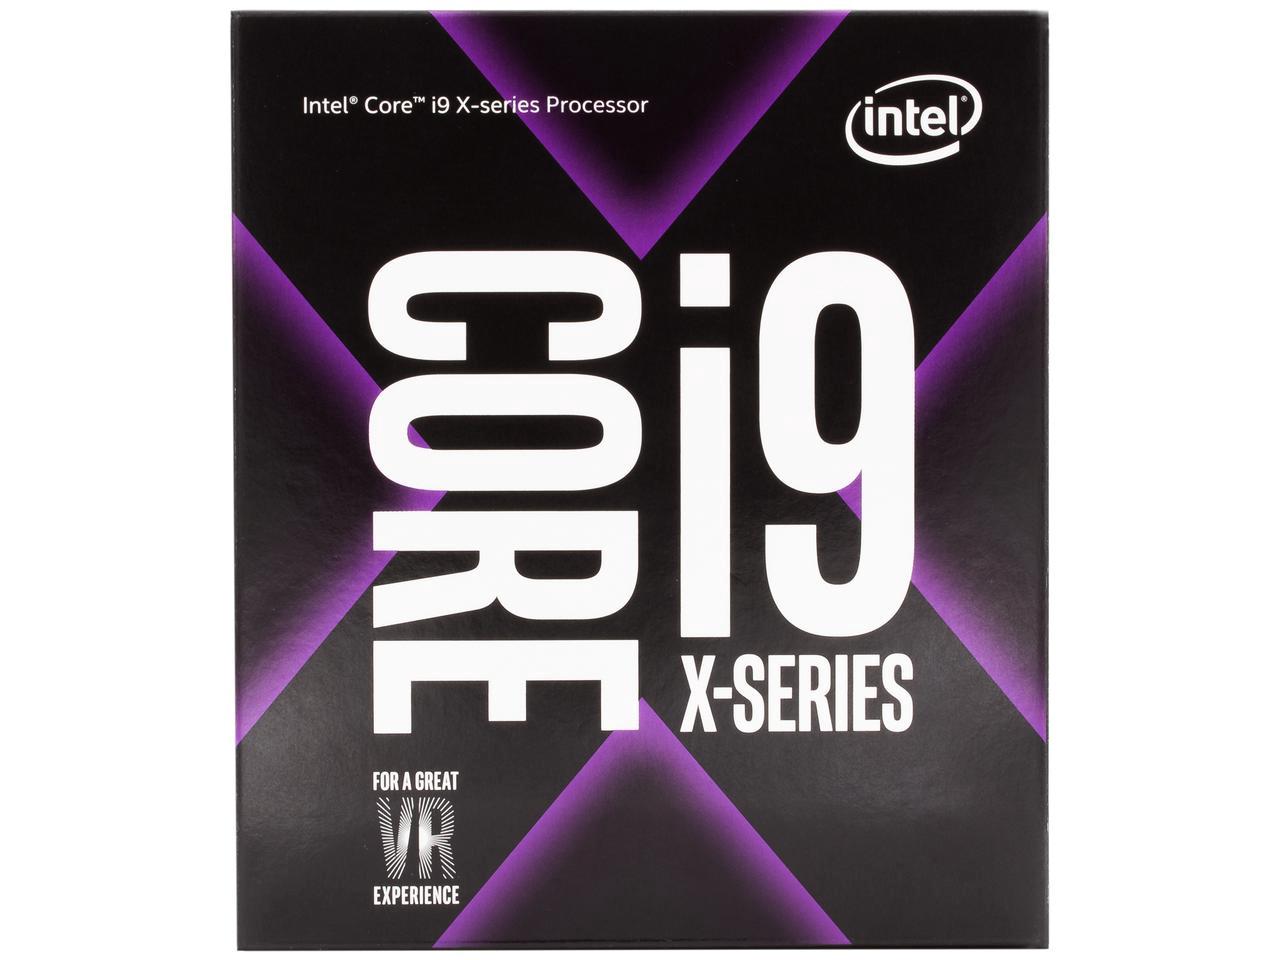 Intel® Core™ i9 X-series Processor
intel®
CORE
i9
X-SERIES
FOR A GREAT
VR
EXPERIENCE